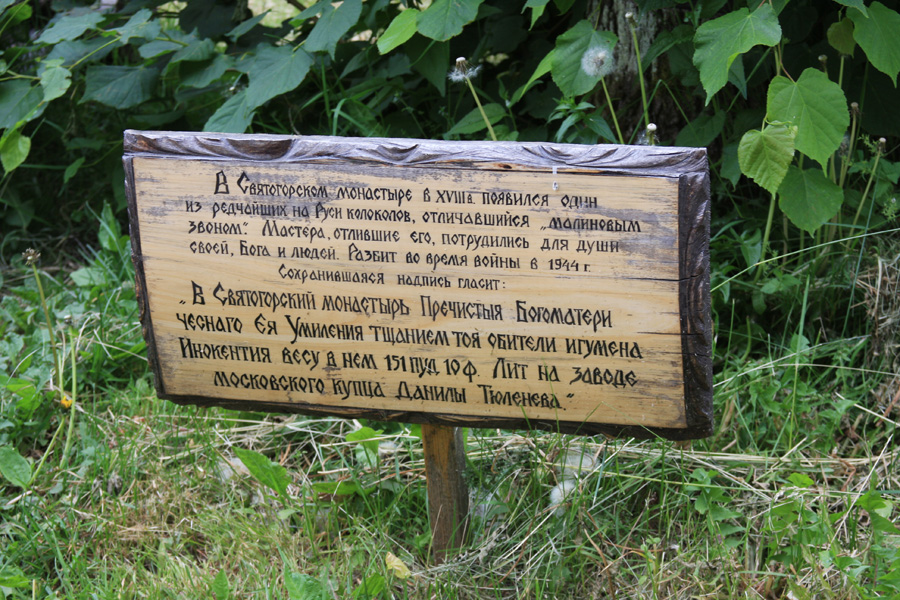 В Святогорском монастыре в XVIII в. появился один
из редчайших на Руси колоколов, отличавшийся „малиновым
звоном". Мастера, отлившие его, потрудились для души
своей, Бога и людей. Разбит во время войны в 1944 г.
Сохранившаяся надпись гласит:
„В Святогорский монастырь Пречистыя Богоматери
чеснаго Ея Умиления тщанием той обители игумена
Инокентия весу в нем 151 пуд 10 ф. Лит на заводе
московского купца Данилы Тюленева."